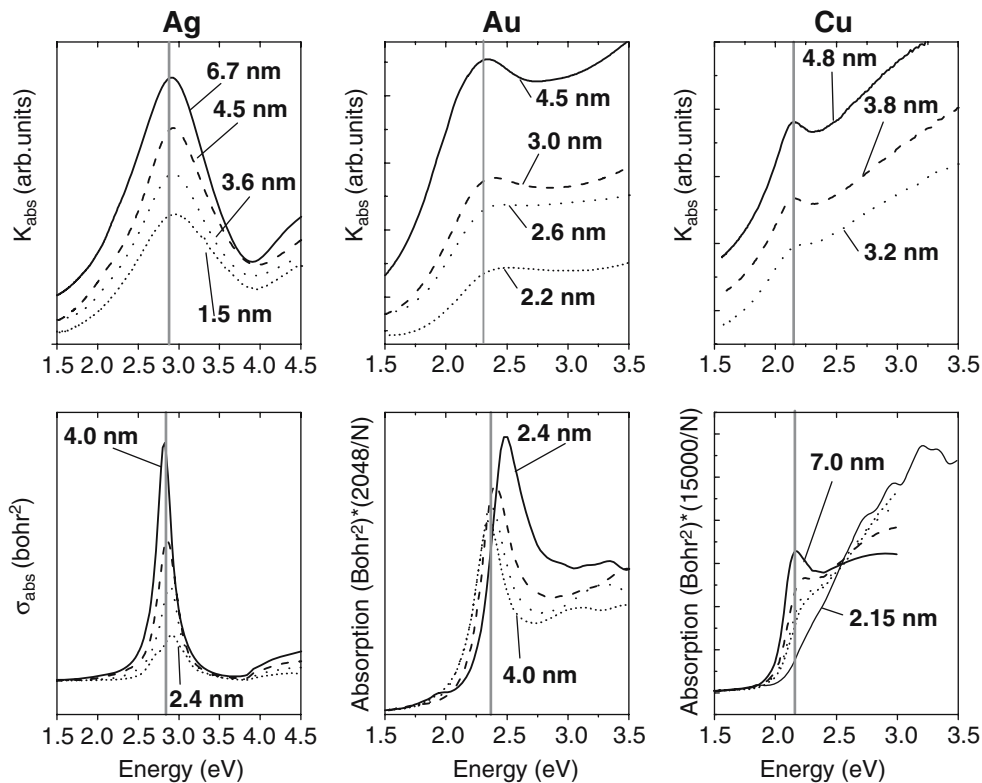 Ag
Au
Cu
K_abs (arb.units)
6.7 nm
4.5 nm
3.6 nm
1.5 nm
1.5 2.0 2.5 3.0 3.5 4.0 4.5
K_abs (arb.units)
4.5 nm
3.0 nm
2.6 nm
2.2 nm
1.5 2.0 2.5 3.0 3.5
K_abs (arb.units)
4.8 nm
3.8 nm
3.2 nm
1.5 2.0 2.5 3.0 3.5
σ_abs (bohr²)
4.0 nm
2.4 nm
1.5 2.0 2.5 3.0 3.5 4.0 4.5
Energy (eV)
Absorption (Bohr²)*(2048/N)
2.4 nm
4.0 nm
1.5 2.0 2.5 3.0 3.5
Energy (eV)
Absorption (Bohr²)*(15000/N)
7.0 nm
2.15 nm
1.5 2.0 2.5 3.0 3.5
Energy (eV)